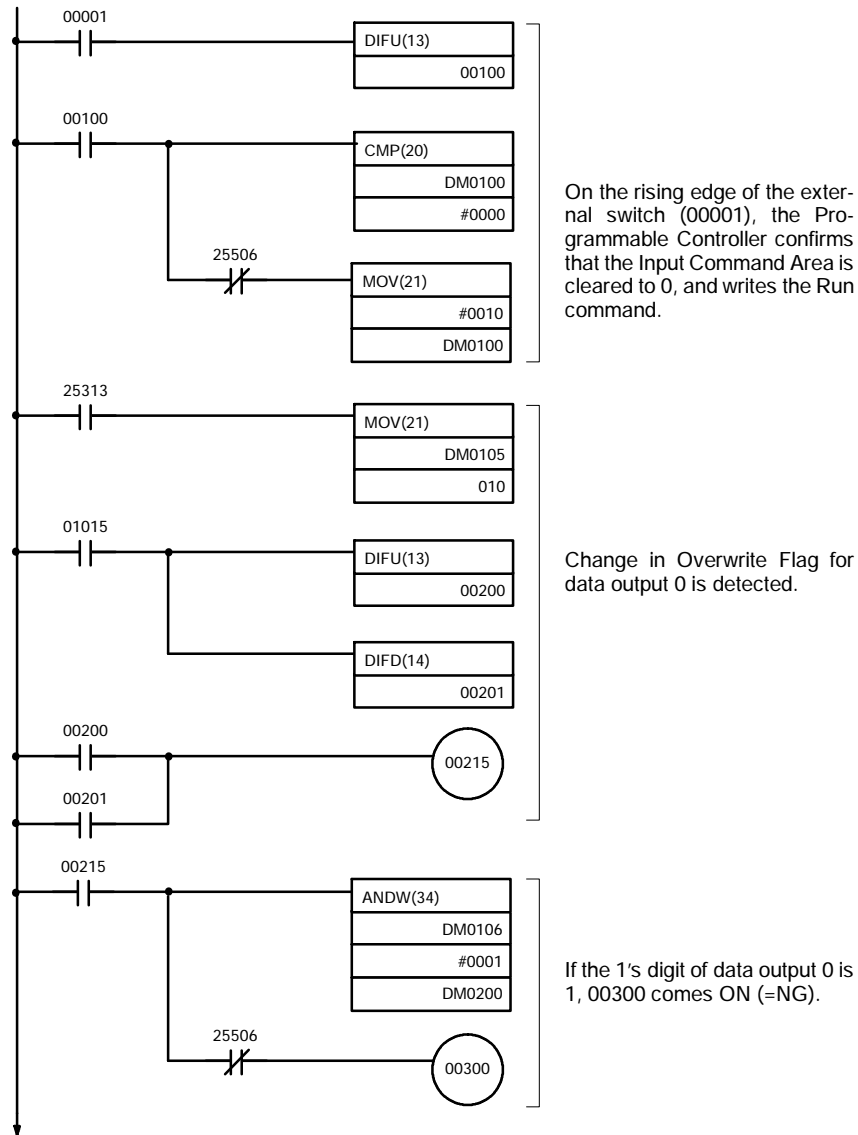 00001
DIFU(13)
00100
00100
CMP(20)
DM0100
#0000
On the rising edge of the exter-
nal switch (00001), the Pro-
grammable Controller confirms
that the Input Command Area is
cleared to 0, and writes the Run
command.
25506
MOV(21)
#0010
DM0100
25313
MOV(21)
DM0105
010
01015
DIFU(13)
00200
Change in Overwrite Flag for
data output 0 is detected.
DIFD(14)
00201
00200
00215
00201
00215
ANDW(34)
DM0106
#0001
DM0200
If the 1's digit of data output 0 is
1, 00300 comes ON (=NG).
25506
00300